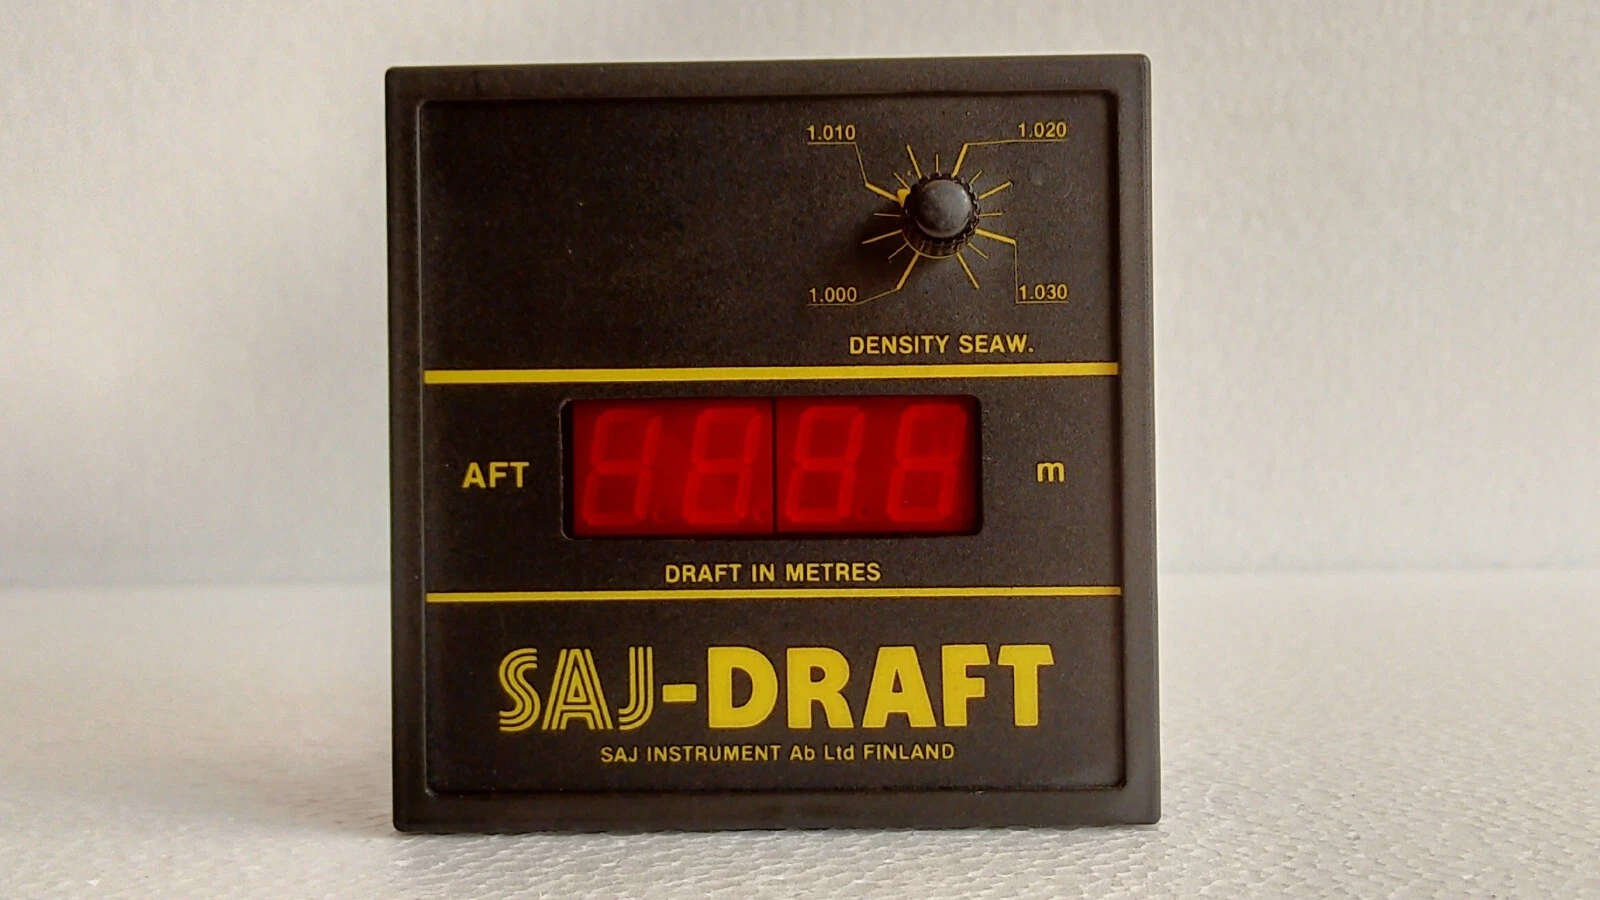 1.010 1.020
1.000 1.030
DENSITY SEAW.
AFT m
DRAFT IN METRES
SAJ-DRAFT
SAJ INSTRUMENT Ab Ltd FINLAND